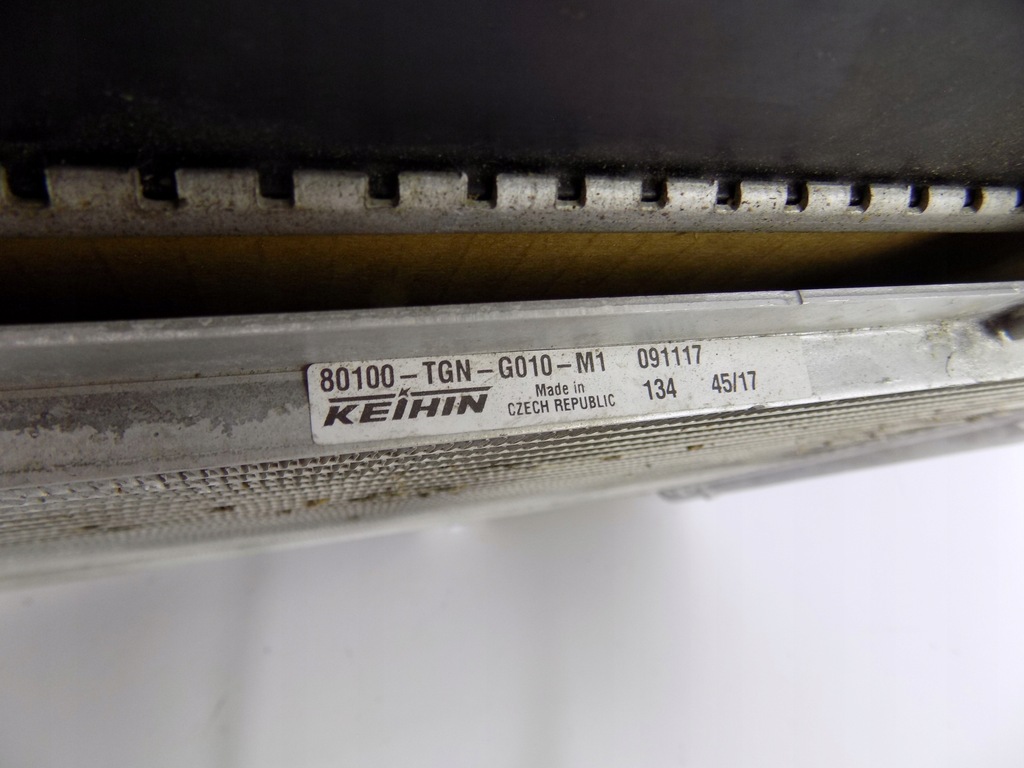 80100-TGN-G010-M1 091117
KEIHIN Made in CZECH REPUBLIC 134 45/17